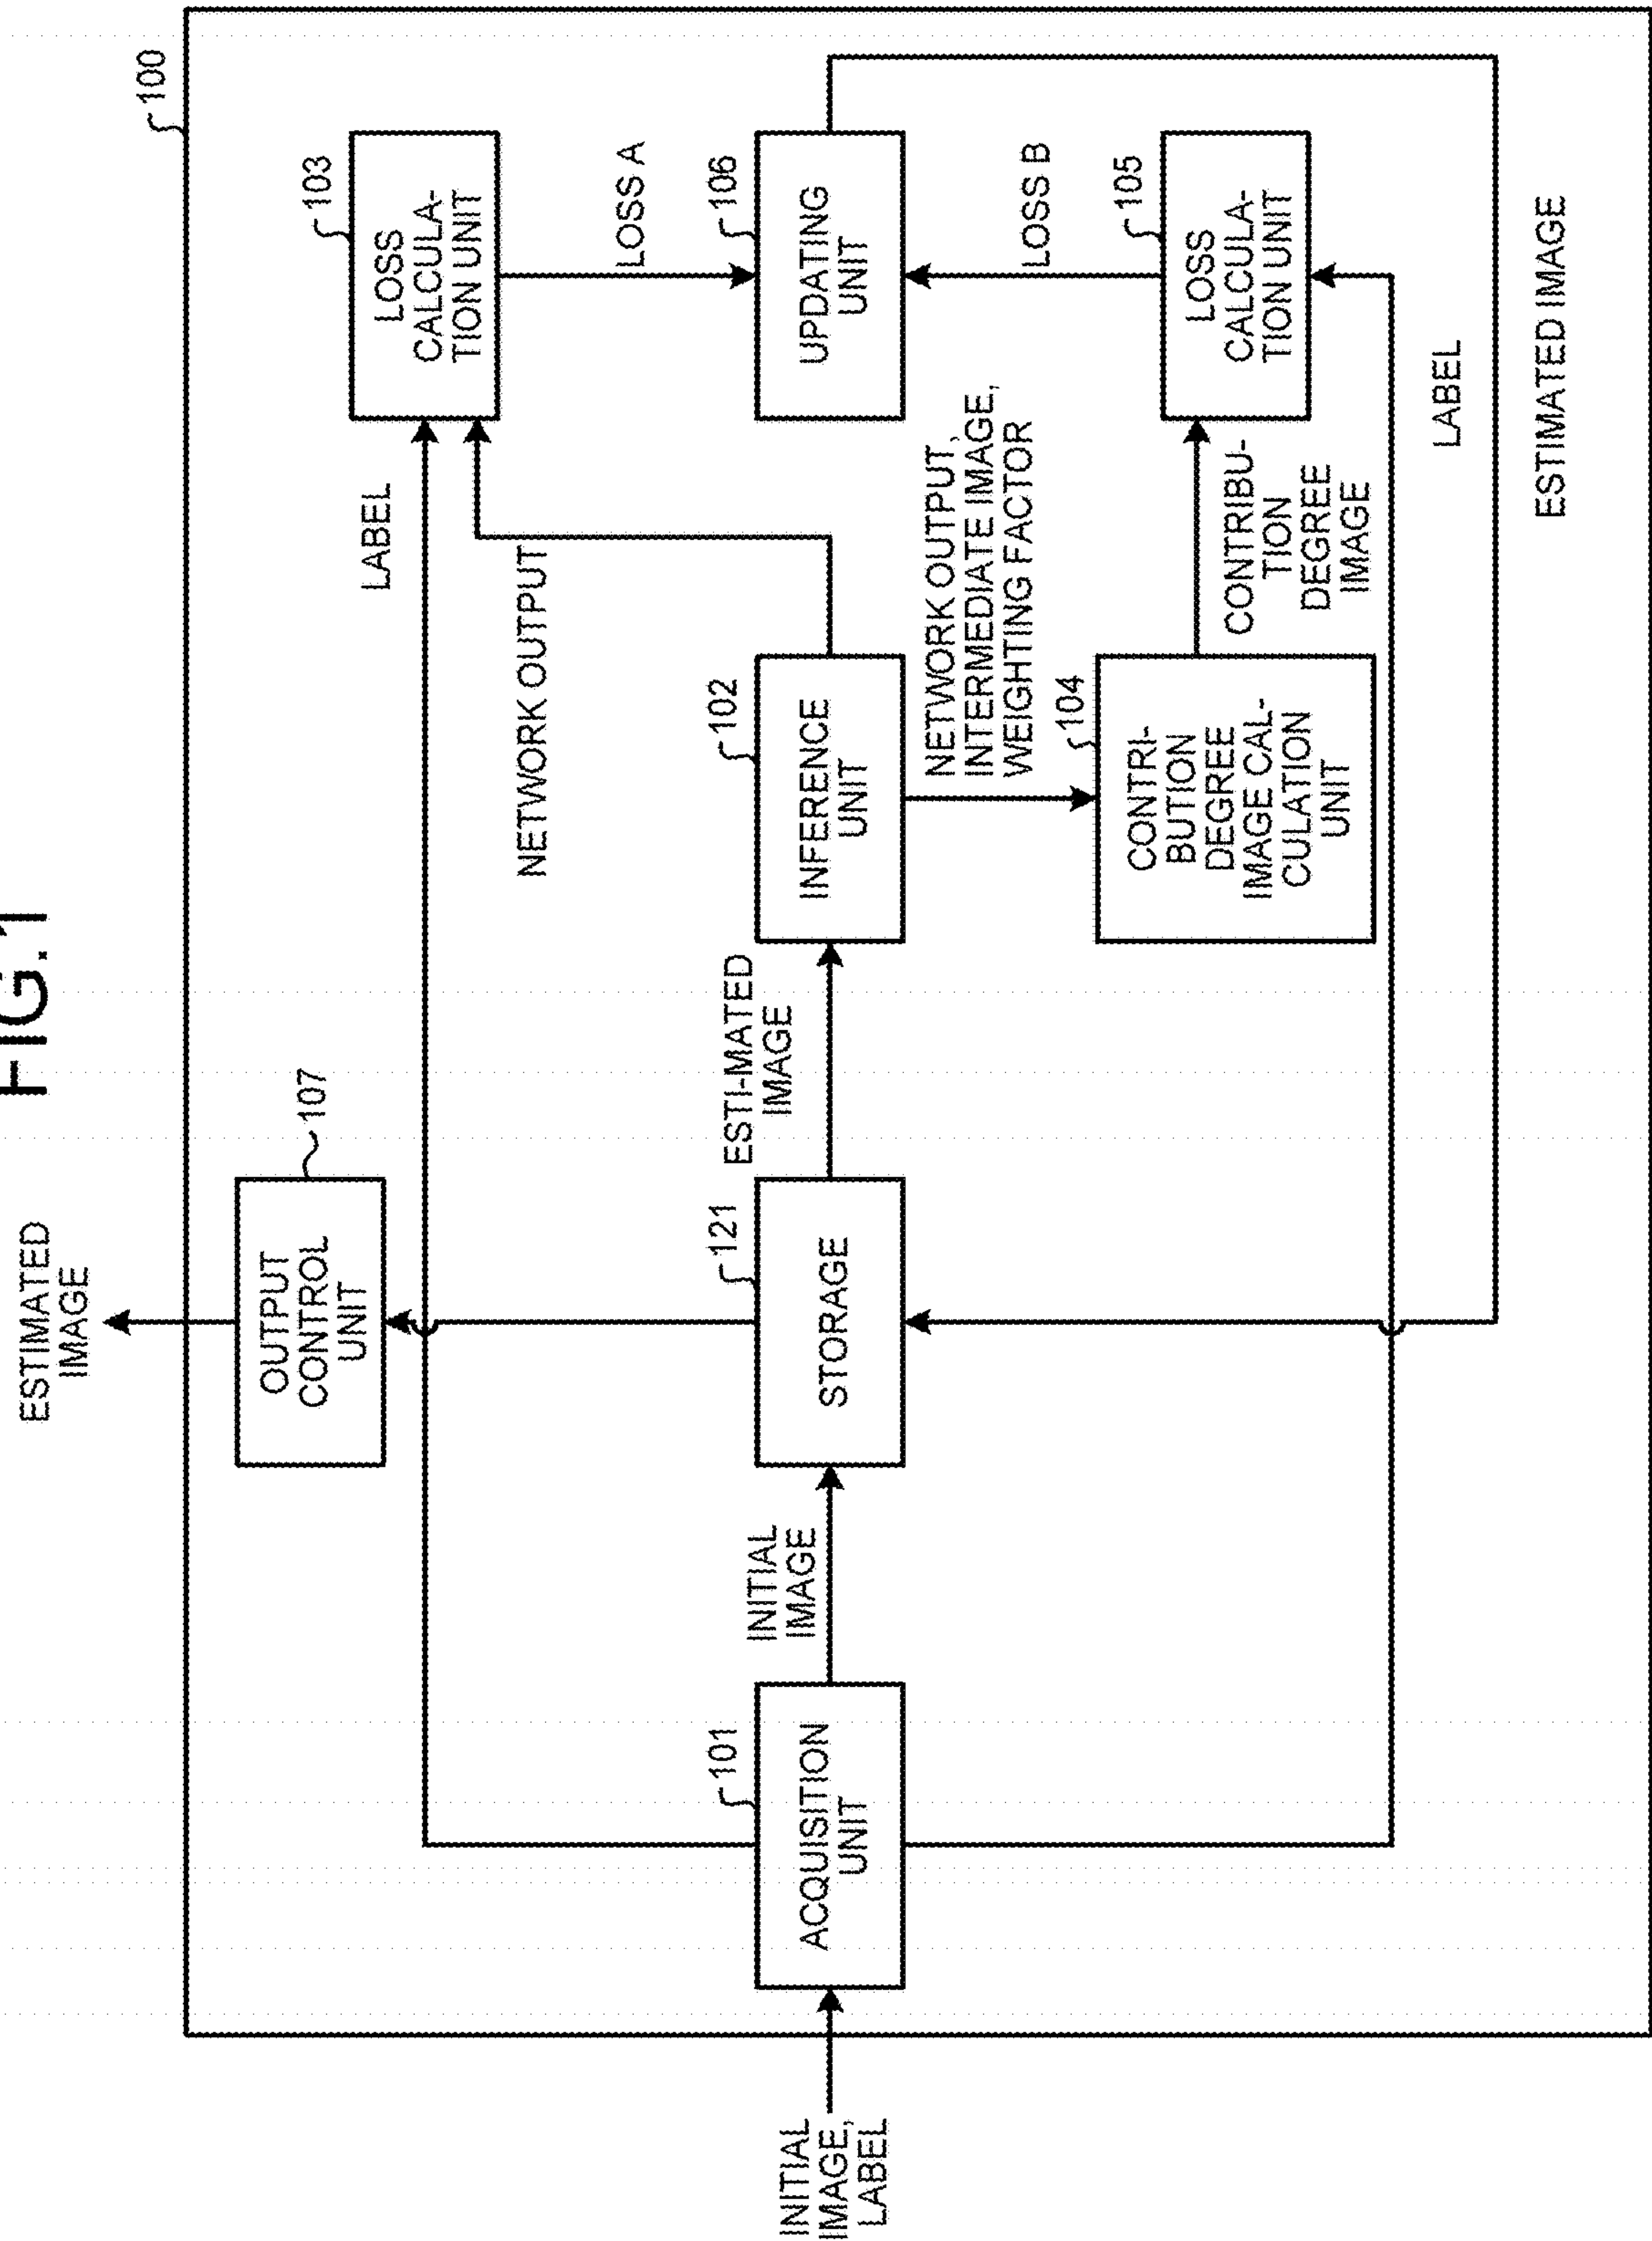 FIG.1
100
ESTIMATED
IMAGE
OUTPUT
CONTROL
UNIT
107
LABEL
103
LOSS
CALCULA-
TION UNIT
NETWORK OUTPUT
LOSS A
INITIAL
IMAGE,
LABEL
101
ACQUISITION
UNIT
INITIAL
IMAGE
121
STORAGE
ESTI-MATED
IMAGE
102
INFERENCE
UNIT
106
UPDATING
UNIT
NETWORK OUTPUT,
INTERMEDIATE IMAGE,
WEIGHTING FACTOR
LOSS B
104
CONTRI-
BUTION
DEGREE
IMAGE CAL-
CULATION
UNIT
CONTRIBU-
TION
DEGREE
IMAGE
105
LOSS
CALCULA-
TION UNIT
LABEL
ESTIMATED IMAGE